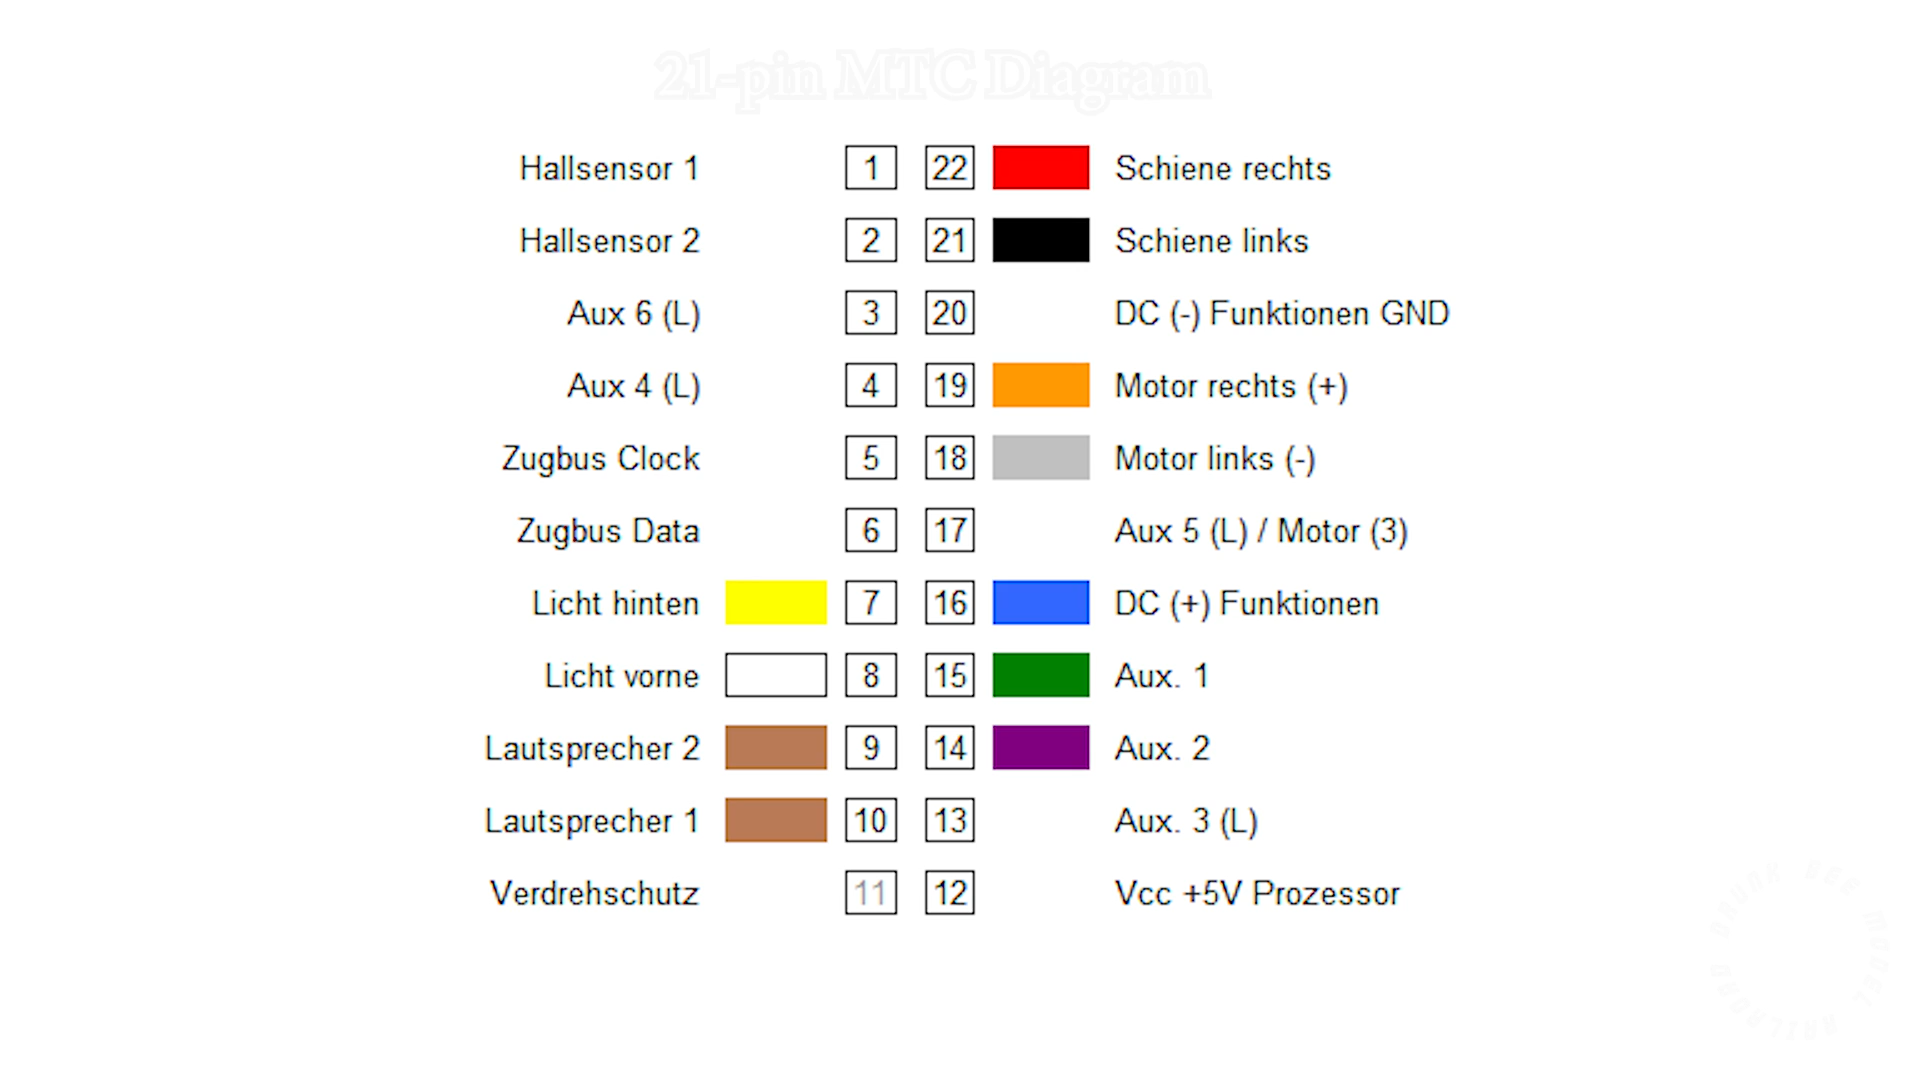 21-pin MTC Diagram
Hallsensor 1 1 22 Schiene rechts
Hallsensor 2 2 21 Schiene links
Aux 6 (L) 3 20 DC (-) Funktionen GND
Aux 4 (L) 4 19 Motor rechts (+)
Zugbus Clock 5 18 Motor links (-)
Zugbus Data 6 17 Aux 5 (L) / Motor (3)
Licht hinten 7 16 DC (+) Funktionen
Licht vorne 8 15 Aux. 1
Lautsprecher 2 9 14 Aux. 2
Lautsprecher 1 10 13 Aux. 3 (L)
Verdrehschutz 11 12 Vcc +5V Prozessor